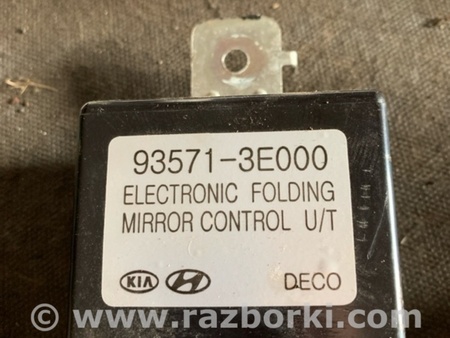 93571-3E000
ELECTRONIC FOLDING
MIRROR CONTROL U/T
KIA DECO
© www.razborki.com